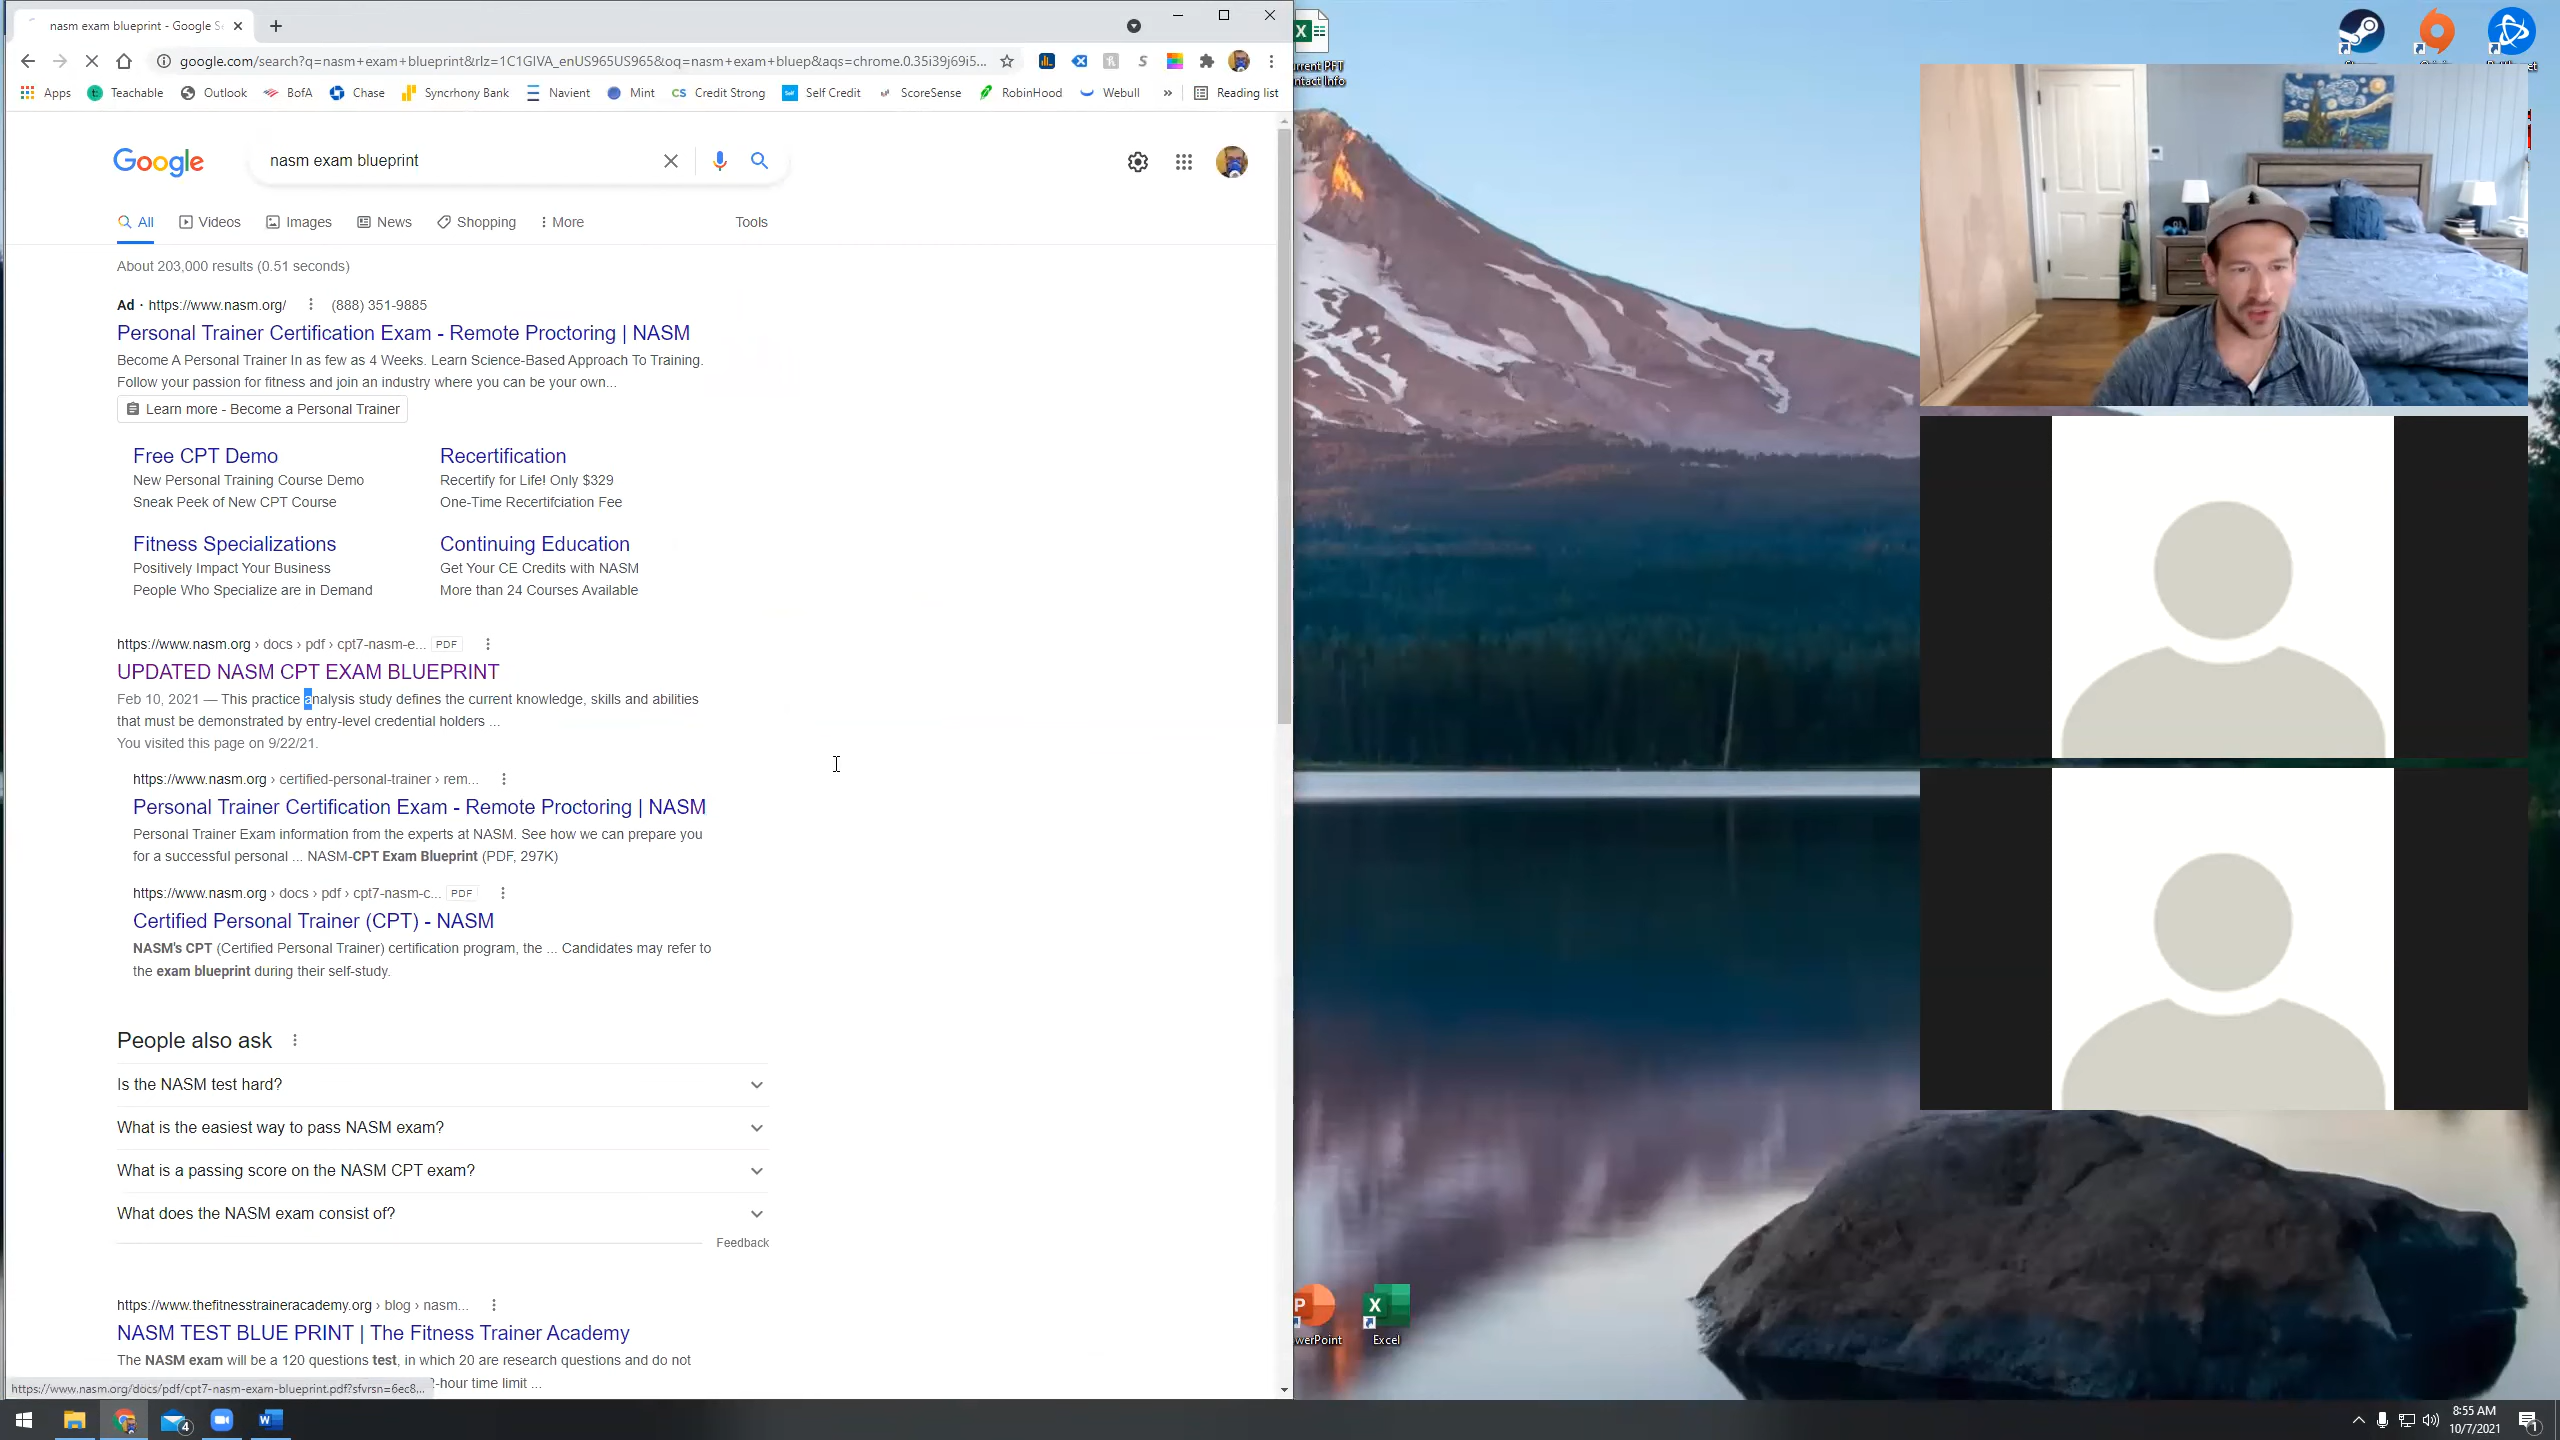 nasm exam blueprint - Google Se
google.com/search?q=nasm+exam+blueprint&rlz=1C1GIVA_enUS965US965&oq=nasm+exam+bluep&aqs=chrome.0.35i39j69i5...
Apps Teachable Outlook BofA Chase Syncrhony Bank Navient Mint Credit Strong Self Credit ScoreSense RobinHood Webull » Reading list
Google
nasm exam blueprint
All Videos Images News Shopping More Tools
About 203,000 results (0.51 seconds)
Ad · https://www.nasm.org/ (888) 351-9885
Personal Trainer Certification Exam - Remote Proctoring | NASM
Become A Personal Trainer In as few as 4 Weeks. Learn Science-Based Approach To Training.
Follow your passion for fitness and join an industry where you can be your own...
Learn more - Become a Personal Trainer
Free CPT Demo
New Personal Training Course Demo
Sneak Peek of New CPT Course
Recertification
Recertify for Life! Only $329
One-Time Recertifciation Fee
Fitness Specializations
Positively Impact Your Business
People Who Specialize are in Demand
Continuing Education
Get Your CE Credits with NASM
More than 24 Courses Available
https://www.nasm.org › docs › pdf › cpt7-nasm-e... PDF
UPDATED NASM CPT EXAM BLUEPRINT
Feb 10, 2021 — This practice analysis study defines the current knowledge, skills and abilities
that must be demonstrated by entry-level credential holders ...
You visited this page on 9/22/21.
https://www.nasm.org › certified-personal-trainer › rem...
Personal Trainer Certification Exam - Remote Proctoring | NASM
Personal Trainer Exam information from the experts at NASM. See how we can prepare you
for a successful personal ... NASM-CPT Exam Blueprint (PDF, 297K)
https://www.nasm.org › docs › pdf › cpt7-nasm-c... PDF
Certified Personal Trainer (CPT) - NASM
NASM's CPT (Certified Personal Trainer) certification program, the ... Candidates may refer to
the exam blueprint during their self-study.
People also ask
Is the NASM test hard?
What is the easiest way to pass NASM exam?
What is a passing score on the NASM CPT exam?
What does the NASM exam consist of?
Feedback
https://www.thefitnesstraineracademy.org › blog › nasm...
NASM TEST BLUE PRINT | The Fitness Trainer Academy
The NASM exam will be a 120 questions test, in which 20 are research questions and do not
2-hour time limit ...
https://www.nasm.org/docs/pdf/cpt7-nasm-exam-blueprint.pdf?sfvrsn=6ec8...
rrent PFT
ntact Info
werPoint
Excel
4
8:55 AM
10/7/2021
1